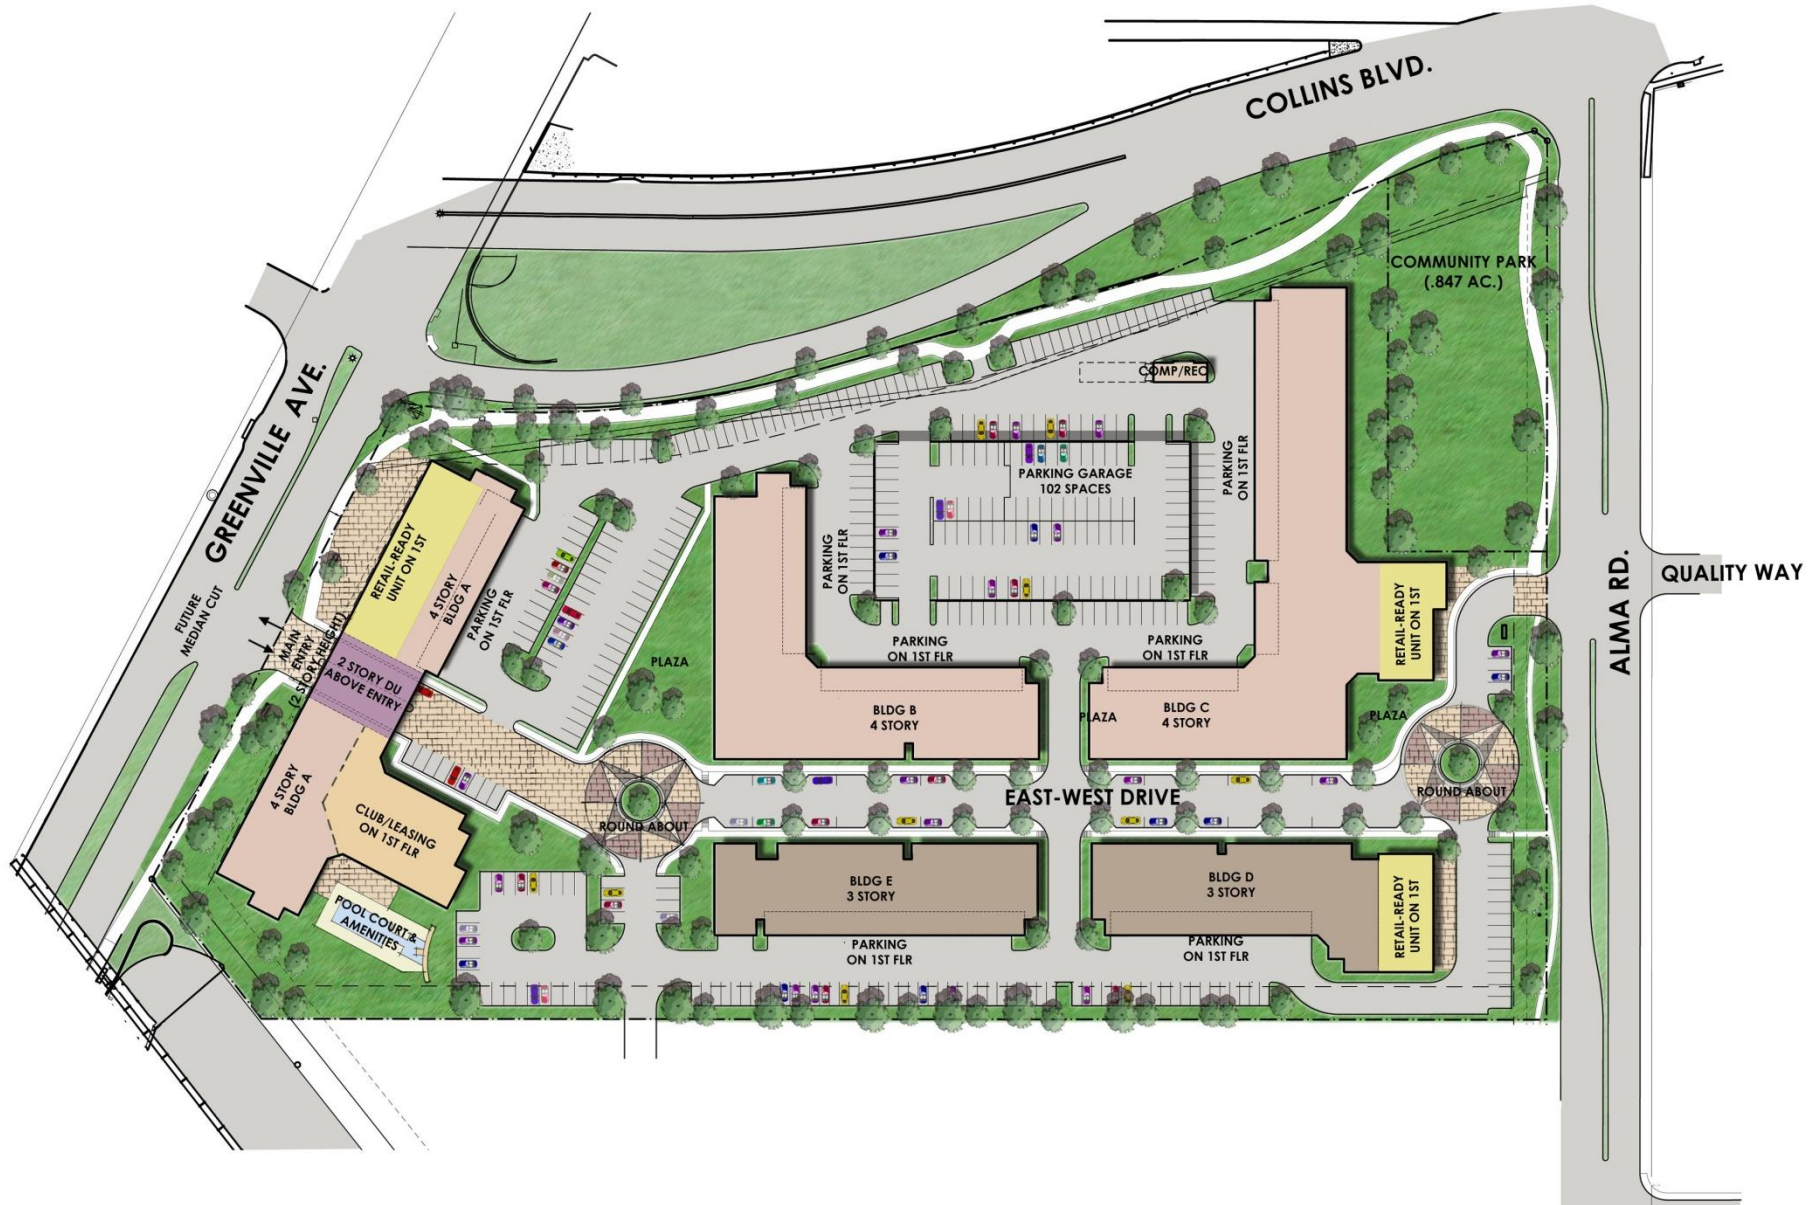 COLLINS BLVD.
COMMUNITY PARK
(.847 AC.)
GREENVILLE AVE.
COMP/REC
PARKING GARAGE
102 SPACES
PARKING
ON 1ST FLR
PARKING
ON 1ST FLR
RETAIL-READY
UNIT ON 1ST
4 STORY
BLDG A
PARKING
ON 1ST FLR
FUTURE
MEDIAN CUT
MAIN
ENTRY
(2 STORY HEIGHT)
2 STORY DU
ABOVE ENTRY
PLAZA
PARKING
ON 1ST FLR
PARKING
ON 1ST FLR
RETAIL-READY
UNIT ON 1ST
ALMA RD.
QUALITY WAY
BLDG B
4 STORY
PLAZA
BLDG C
4 STORY
PLAZA
4 STORY
BLDG A
CLUB/LEASING
ON 1ST FLR
ROUND ABOUT
EAST-WEST DRIVE
ROUND ABOUT
POOL COURT &
AMENITIES
BLDG E
3 STORY
BLDG D
3 STORY
RETAIL-READY
UNIT ON 1ST
PARKING
ON 1ST FLR
PARKING
ON 1ST FLR